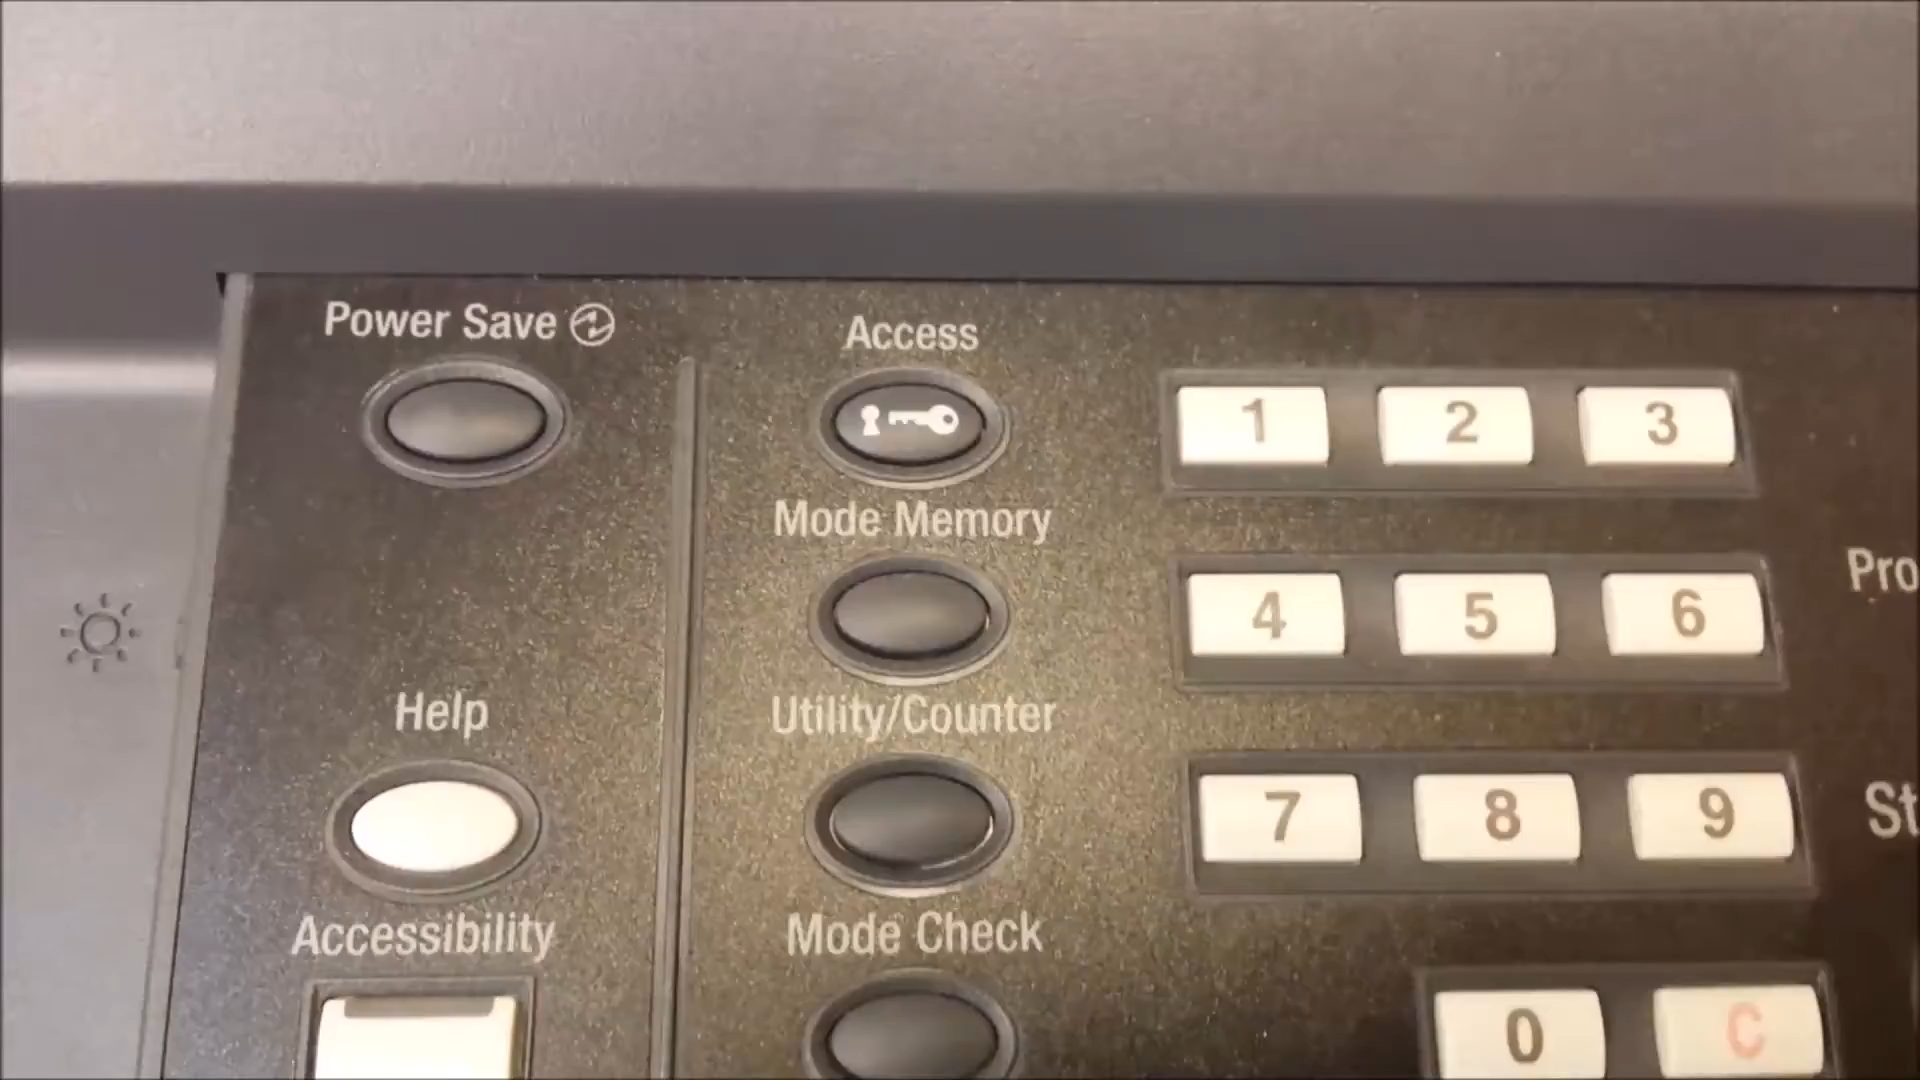 Power Save
Access
1 2 3
Mode Memory
4 5 6
Help
Utility/Counter
7 8 9
Accessibility
Mode Check
0 C